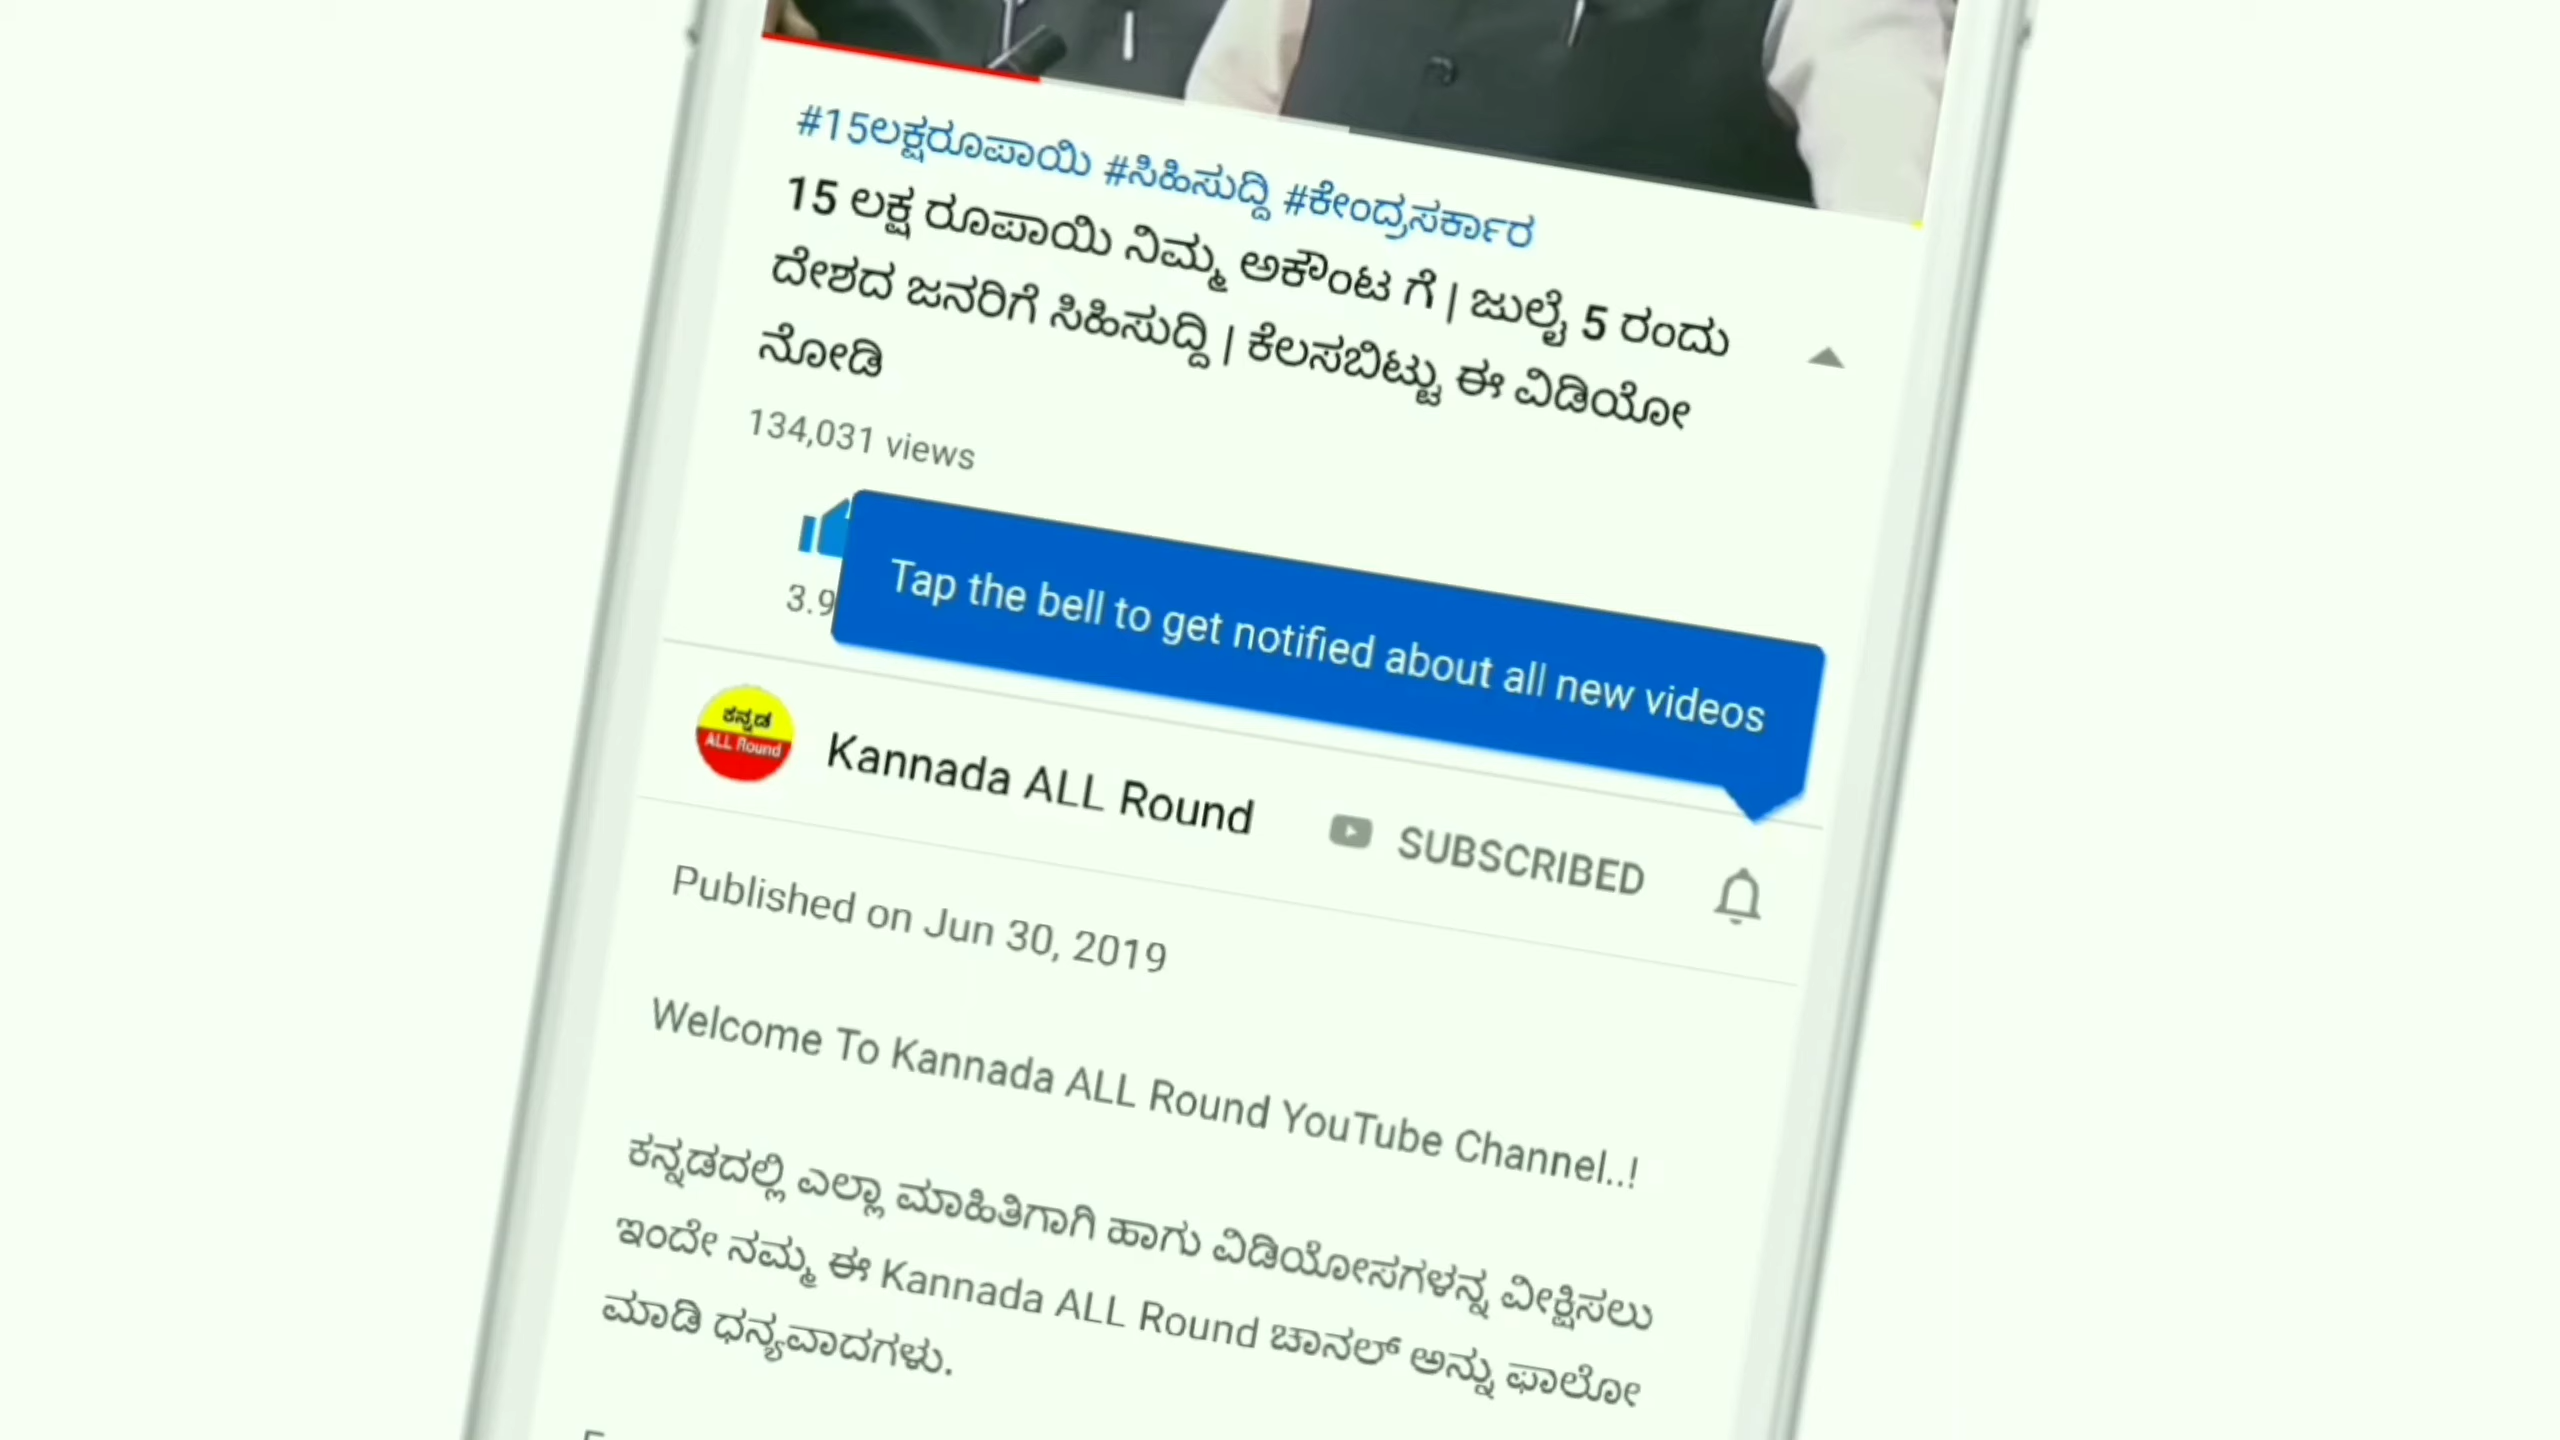 #15ಲಕ್ಷರೂಪಾಯಿ #ಸಿಹಿಸುದ್ದಿ #ಕೇಂದ್ರಸರ್ಕಾರ
15 ಲಕ್ಷ ರೂಪಾಯಿ ನಿಮ್ಮ ಅಕೌಂಟ ಗೆ | ಜುಲೈ 5 ರಂದು
ದೇಶದ ಜನರಿಗೆ ಸಿಹಿಸುದ್ದಿ | ಕೆಲಸಬಿಟ್ಟು ಈ ವಿಡಿಯೋ
ನೋಡಿ
134,031 views
Tap the bell to get notified about all new videos
3.9
ಕನ್ನಡ
ALL Round
Kannada ALL Round
SUBSCRIBED
Published on Jun 30, 2019
Welcome To Kannada ALL Round YouTube Channel..!
ಕನ್ನಡದಲ್ಲಿ ಎಲ್ಲಾ ಮಾಹಿತಿಗಾಗಿ ಹಾಗು ವಿಡಿಯೋಸಗಳನ್ನ ವೀಕ್ಷಿಸಲು
ಇಂದೇ ನಮ್ಮ ಈ Kannada ALL Round ಚಾನಲ್ ಅನ್ನು ಫಾಲೋ
ಮಾಡಿ ಧನ್ಯವಾದಗಳು.